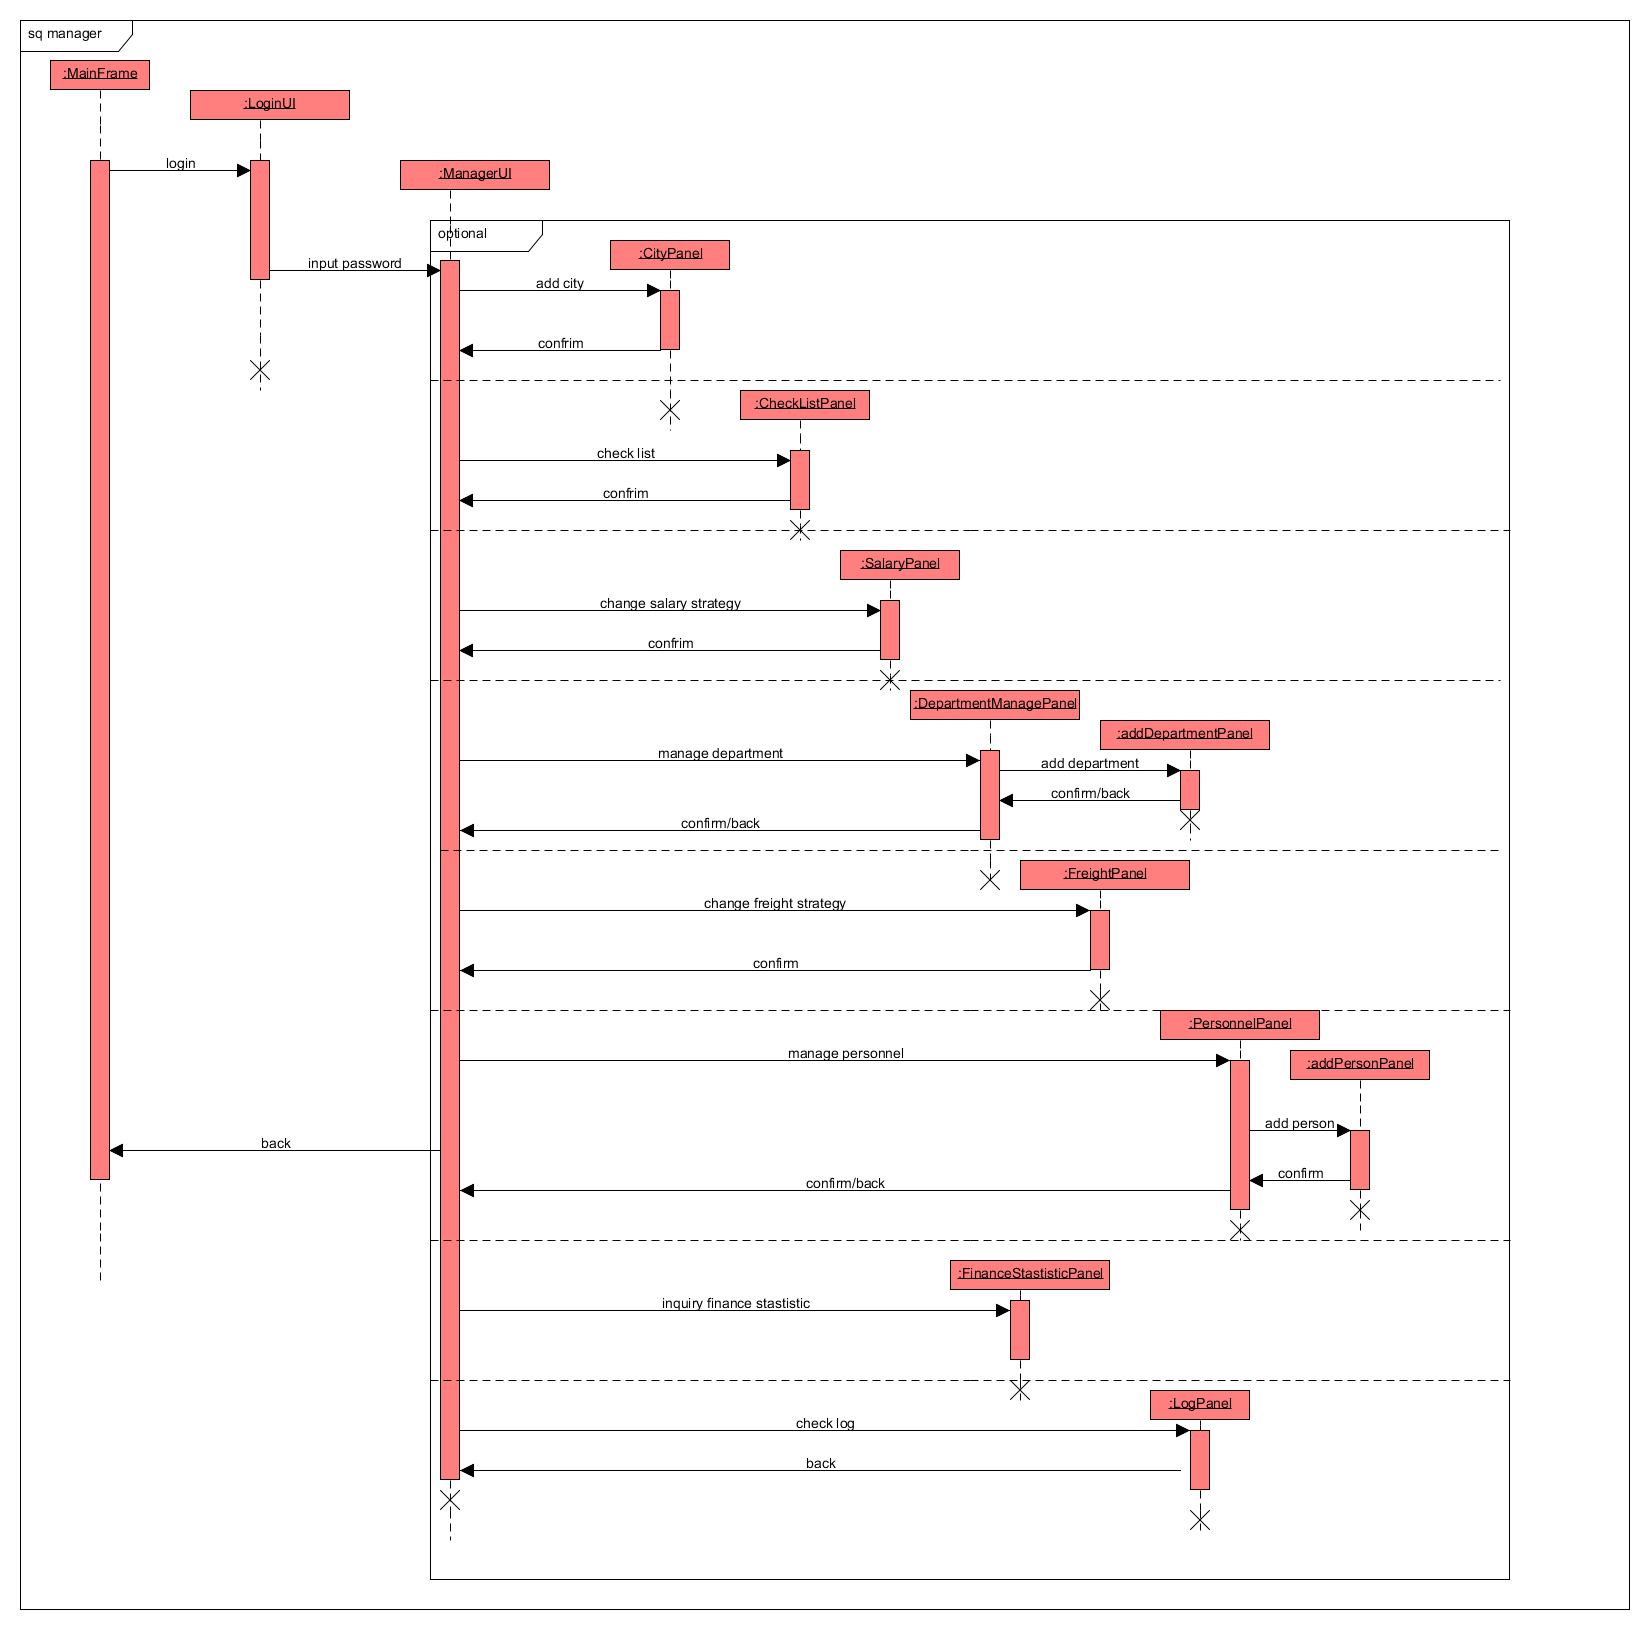 sq manager
:MainFrame
:LoginUI
login
:ManagerUI
optional
:CityPanel
input password
add city
confrim
:CheckListPanel
check list
confrim
:SalaryPanel
change salary strategy
confrim
:DepartmentManagePanel
:addDepartmentPanel
manage department
add department
confirm/back
confirm/back
:FreightPanel
change freight strategy
confirm
:PersonnelPanel
manage personnel
:addPersonPanel
add person
back
confirm
confirm/back
:FinanceStastisticPanel
inquiry finance stastistic
:LogPanel
check log
back